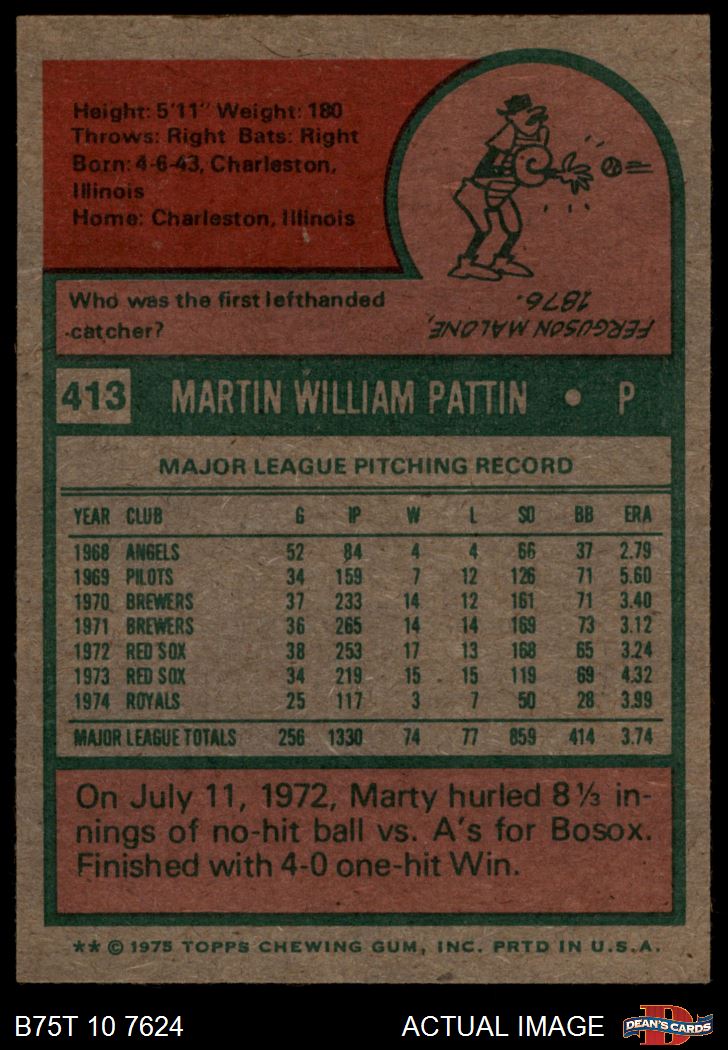 Height: 5'11" Weight: 180
Throws: Right Bats: Right
Born: 4-6-43, Charleston,
Illinois
Home: Charleston, Illinois
Who was the first lefthanded
catcher?
FERGUSON MALONE,
1876.
413 MARTIN WILLIAM PATTIN • P
MAJOR LEAGUE PITCHING RECORD
YEAR CLUB G IP W L SO BB ERA
1968 ANGELS 52 84 4 4 66 37 2.79
1969 PILOTS 34 159 7 12 126 71 5.60
1970 BREWERS 37 233 14 12 161 71 3.40
1971 BREWERS 36 265 14 14 169 73 3.12
1972 RED SOX 38 253 17 13 168 65 3.24
1973 RED SOX 34 219 15 15 119 69 4.32
1974 ROYALS 25 117 3 7 50 28 3.99
MAJOR LEAGUE TOTALS 256 1330 74 77 859 414 3.74
On July 11, 1972, Marty hurled 8 ⅓ in-
nings of no-hit ball vs. A's for Bosox.
Finished with 4-0 one-hit Win.
** © 1975 TOPPS CHEWING GUM, INC. PRTD IN U.S.A.
B75T 10 7624 ACTUAL IMAGE
D
DEAN'S CARDS